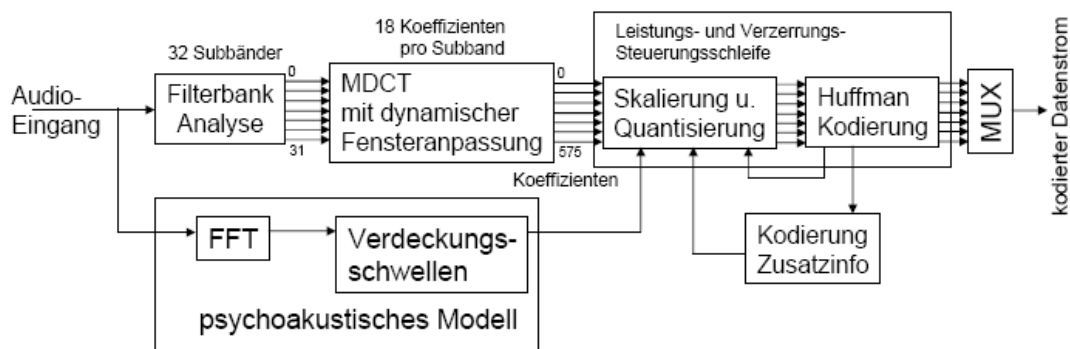 18 Koeffizienten
pro Subband
Leistungs- und Verzerrungs-
Steuerungsschleife
32 Subbänder
0
31
Audio-
Eingang
Filterbank
Analyse
MDCT
mit dynamischer
Fensteranpassung
0
575
Koeffizienten
Skalierung u.
Quantisierung
Huffman
Kodierung
MUX
kodierter Datenstrom
FFT
Verdeckungs-
schwellen
psychoakustisches Modell
Kodierung
Zusatzinfo